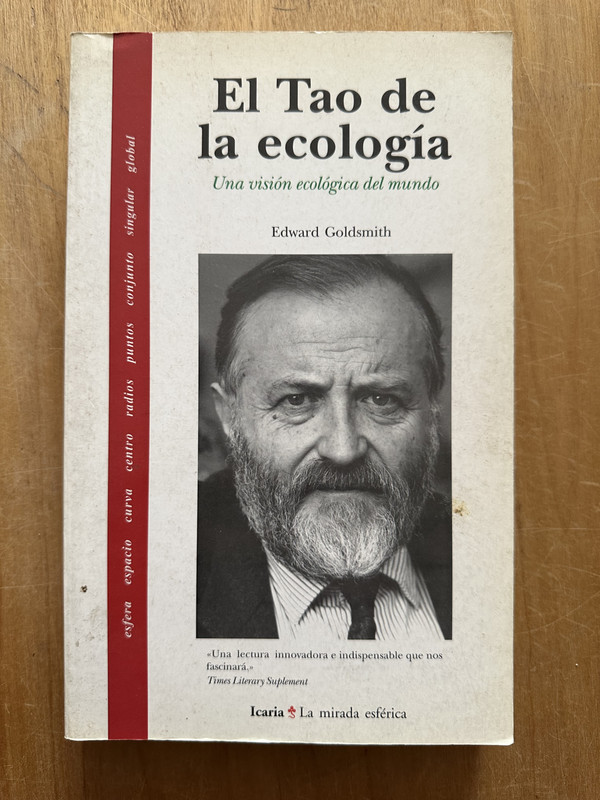 El Tao de
la ecología
Una visión ecológica del mundo
Edward Goldsmith
esfera espacio curva centro radios puntos conjunto singular global
«Una lectura innovadora e indispensable que nos
fascinará.»
Times Literary Suplement
Icaria La mirada esférica